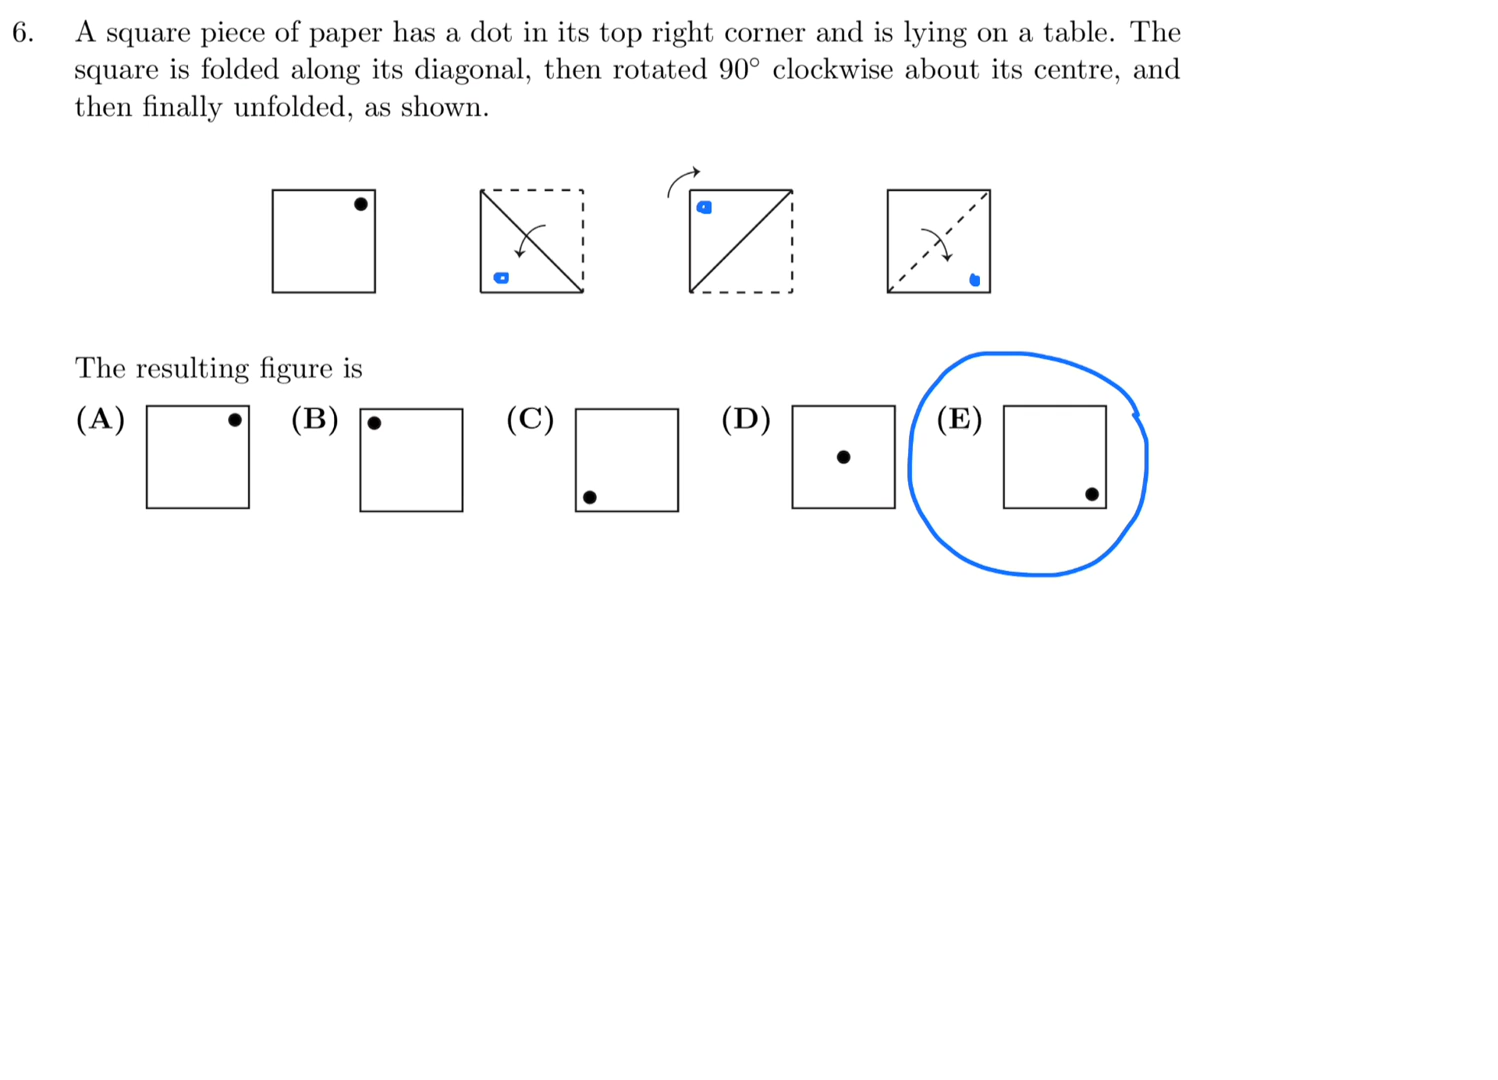 6. A square piece of paper has a dot in its top right corner and is lying on a table. The
square is folded along its diagonal, then rotated 90° clockwise about its centre, and
then finally unfolded, as shown.
The resulting figure is
(A) (B) (C) (D) (E)